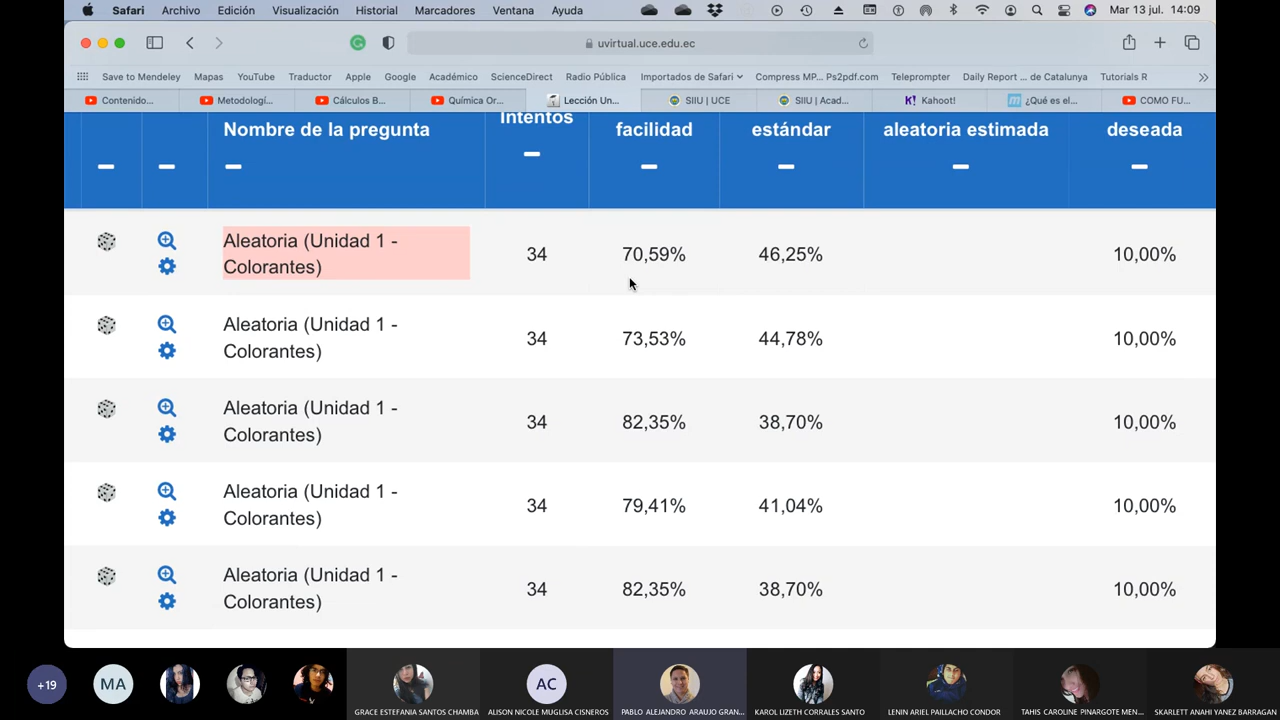 Safari Archivo Edición Visualización Historial Marcadores Ventana Ayuda Mar 13 jul. 14:09
uvirtual.uce.edu.ec
Save to Mendeley Mapas YouTube Traductor Apple Google Académico ScienceDirect Radio Pública Importados de Safari Compress MP... Ps2pdf.com Teleprompter Daily Report ... de Catalunya Tutorials R
Contenido... Metodologí... Cálculos B... Química Or... Lección Un... SIIU | UCE SIIU | Acad... Kahoot! ¿Qué es el... COMO FU...
Nombre de la pregunta Intentos facilidad estándar aleatoria estimada deseada
Aleatoria (Unidad 1 - 34 70,59% 46,25% 10,00%
Colorantes)
Aleatoria (Unidad 1 - 34 73,53% 44,78% 10,00%
Colorantes)
Aleatoria (Unidad 1 - 34 82,35% 38,70% 10,00%
Colorantes)
Aleatoria (Unidad 1 - 34 79,41% 41,04% 10,00%
Colorantes)
Aleatoria (Unidad 1 - 34 82,35% 38,70% 10,00%
Colorantes)
+19 MA AC
GRACE ESTEFANIA SANTOS CHAMBA ALISON NICOLE MUGLISA CISNEROS PABLO ALEJANDRO ARAUJO GRAN... KAROL LIZETH CORRALES SANTO LENIN ARIEL PAILLACHO CONDOR TAHIS CAROLINE PINARGOTE MEN... SKARLETT ANAHI YANEZ BARRAGAN